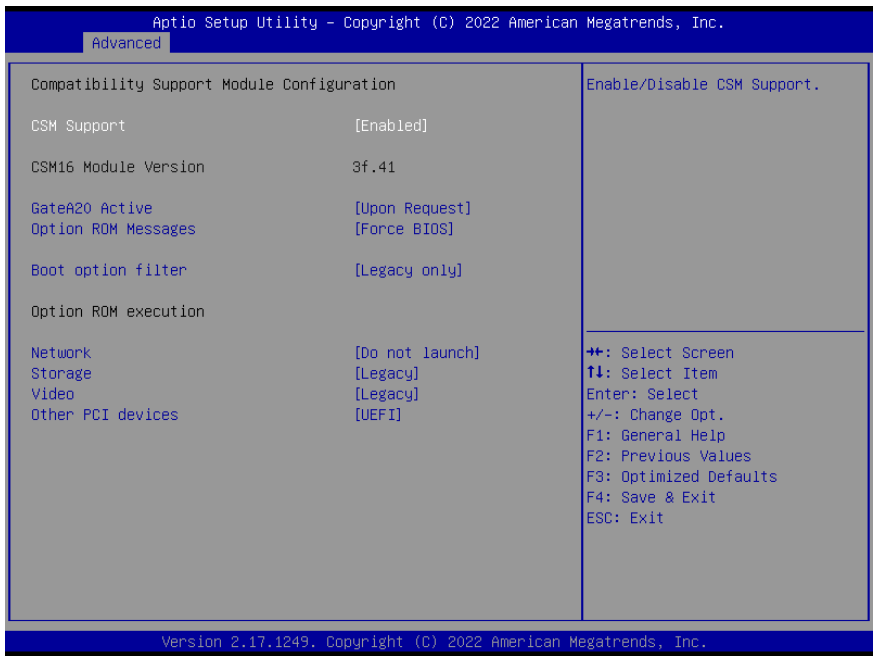 Aptio Setup Utility – Copyright (C) 2022 American Megatrends, Inc.
Advanced
Compatibility Support Module Configuration
CSM Support [Enabled]
CSM16 Module Version 3f.41
GateA20 Active [Upon Request]
Option ROM Messages [Force BIOS]
Boot option filter [Legacy only]
Option ROM execution
Network [Do not launch]
Storage [Legacy]
Video [Legacy]
Other PCI devices [UEFI]
Enable/Disable CSM Support.
→←: Select Screen
↑↓: Select Item
Enter: Select
+/-: Change Opt.
F1: General Help
F2: Previous Values
F3: Optimized Defaults
F4: Save & Exit
ESC: Exit
Version 2.17.1249. Copyright (C) 2022 American Megatrends, Inc.